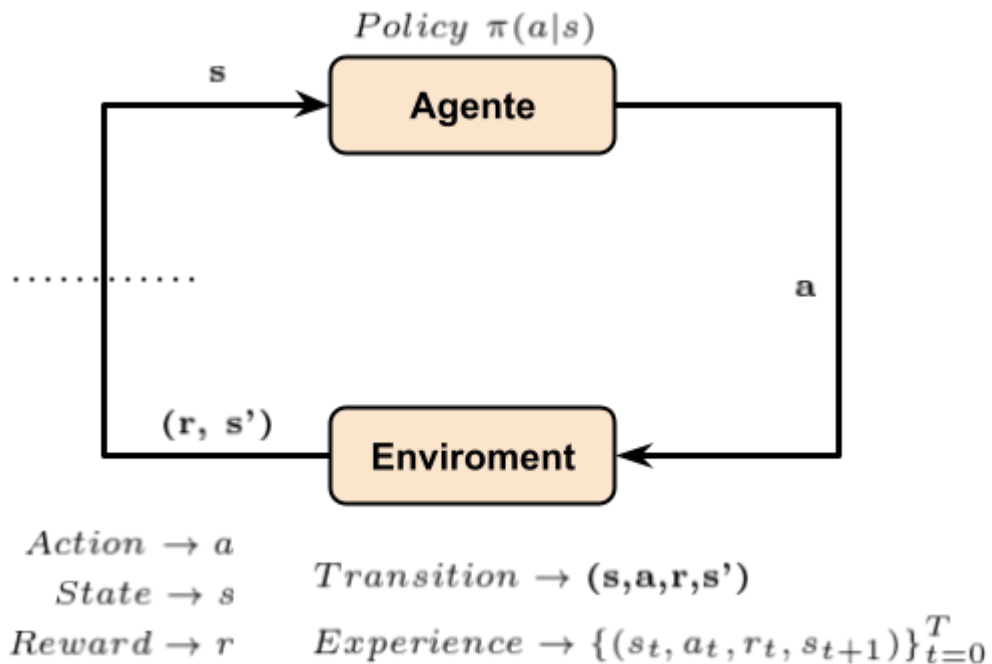 Policy π(a|s)
s
Agente
a
(r, s’)
Enviroment
Action → a
State → s
Reward → r
Transition → (s,a,r,s’)
Experience → {(s_t, a_t, r_t, s_{t+1})}_{t=0}^{T}